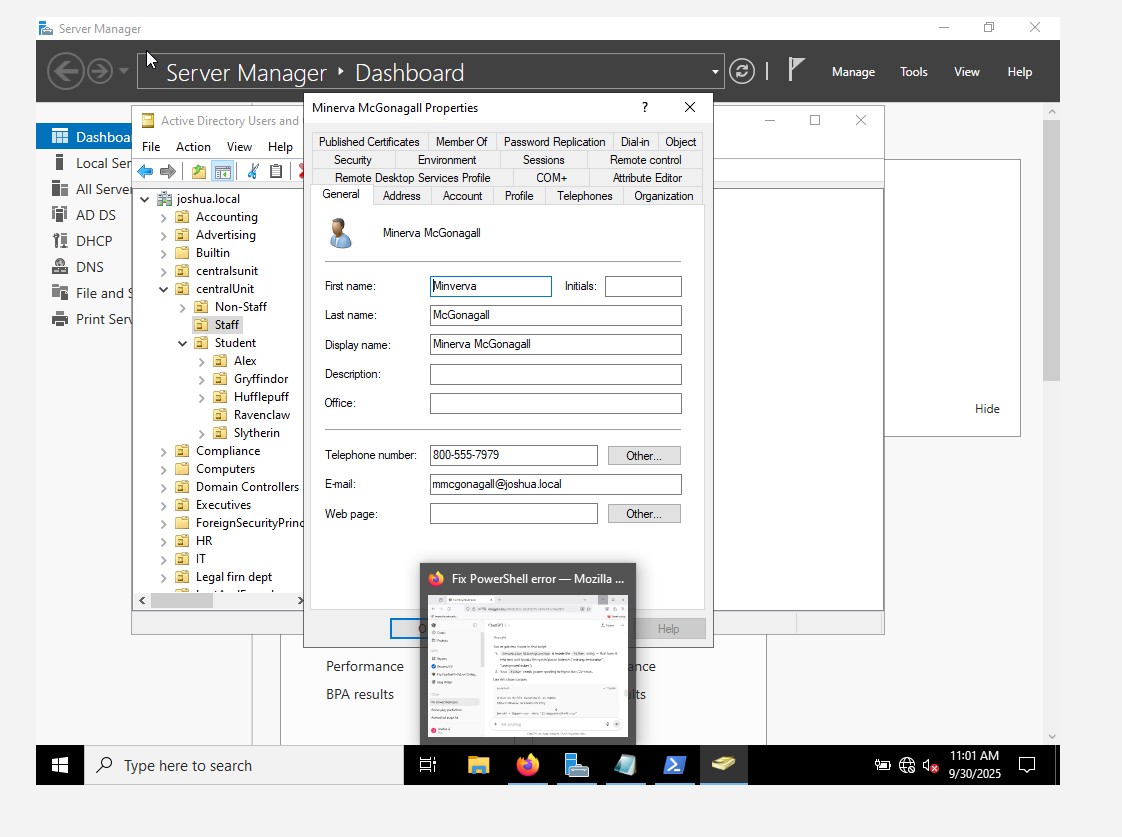 Server Manager
Server Manager ‣ Dashboard
Manage Tools View Help
Minerva McGonagall Properties
?
Active Directory Users and
File Action View Help
Dashboa
Local Ser
All Serve
AD DS
DHCP
DNS
File and S
Print Serv
joshua.local
Accounting
Advertising
Builtin
centralsunit
centralUnit
Non-Staff
Staff
Student
Alex
Gryffindor
Hufflepuff
Ravenclaw
Slytherin
Compliance
Computers
Domain Controllers
Executives
ForeignSecurityPrinc
HR
IT
Legal firn dept
Published Certificates Member Of Password Replication Dial-in Object
Security Environment Sessions Remote control
Remote Desktop Services Profile COM+ Attribute Editor
General Address Account Profile Telephones Organization
Minerva McGonagall
First name: Minverva Initials:
Last name: McGonagall
Display name: Minerva McGonagall
Description:
Office:
Telephone number: 800-555-7979 Other...
E-mail: mmcgonagall@joshua.local
Web page: Other...
Help
Hide
Fix PowerShell error — Mozilla ...
Performance
BPA results
Type here to search
11:01 AM
9/30/2025